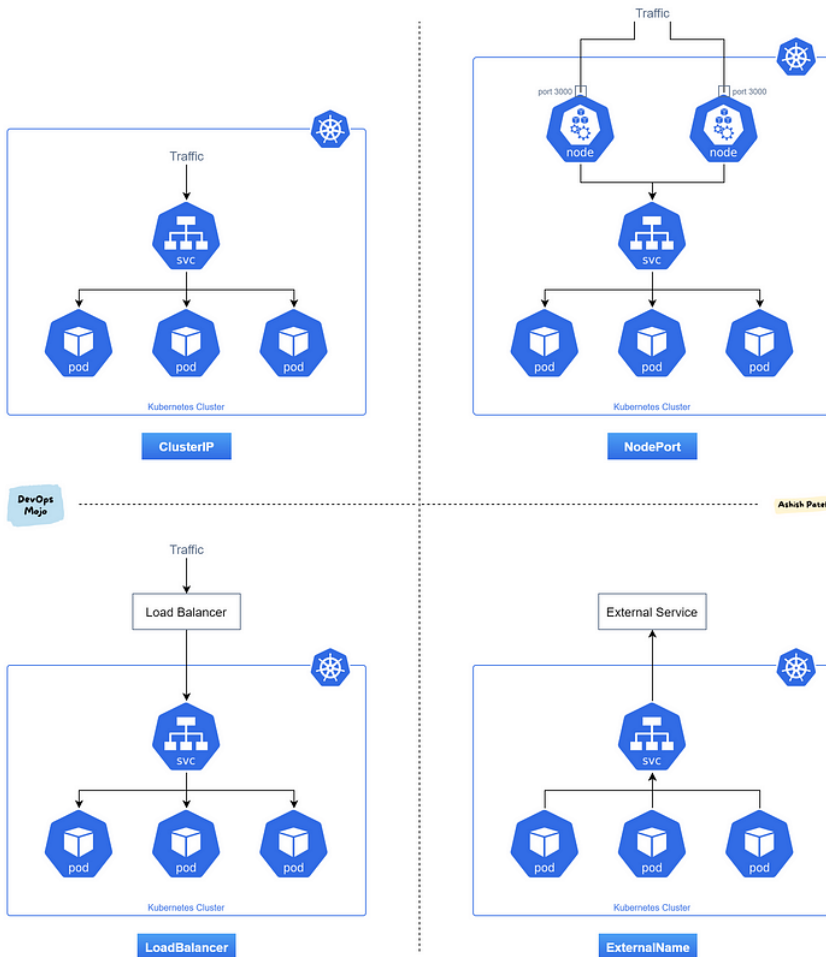 Traffic
port 3000
port 3000
node
node
Traffic
svc
svc
pod
pod
pod
pod
pod
pod
Kubernetes Cluster
Kubernetes Cluster
ClusterIP
NodePort
DevOps
Mojo
Ashish Patel
Traffic
Load Balancer
External Service
svc
svc
pod
pod
pod
pod
pod
pod
Kubernetes Cluster
Kubernetes Cluster
LoadBalancer
ExternalName